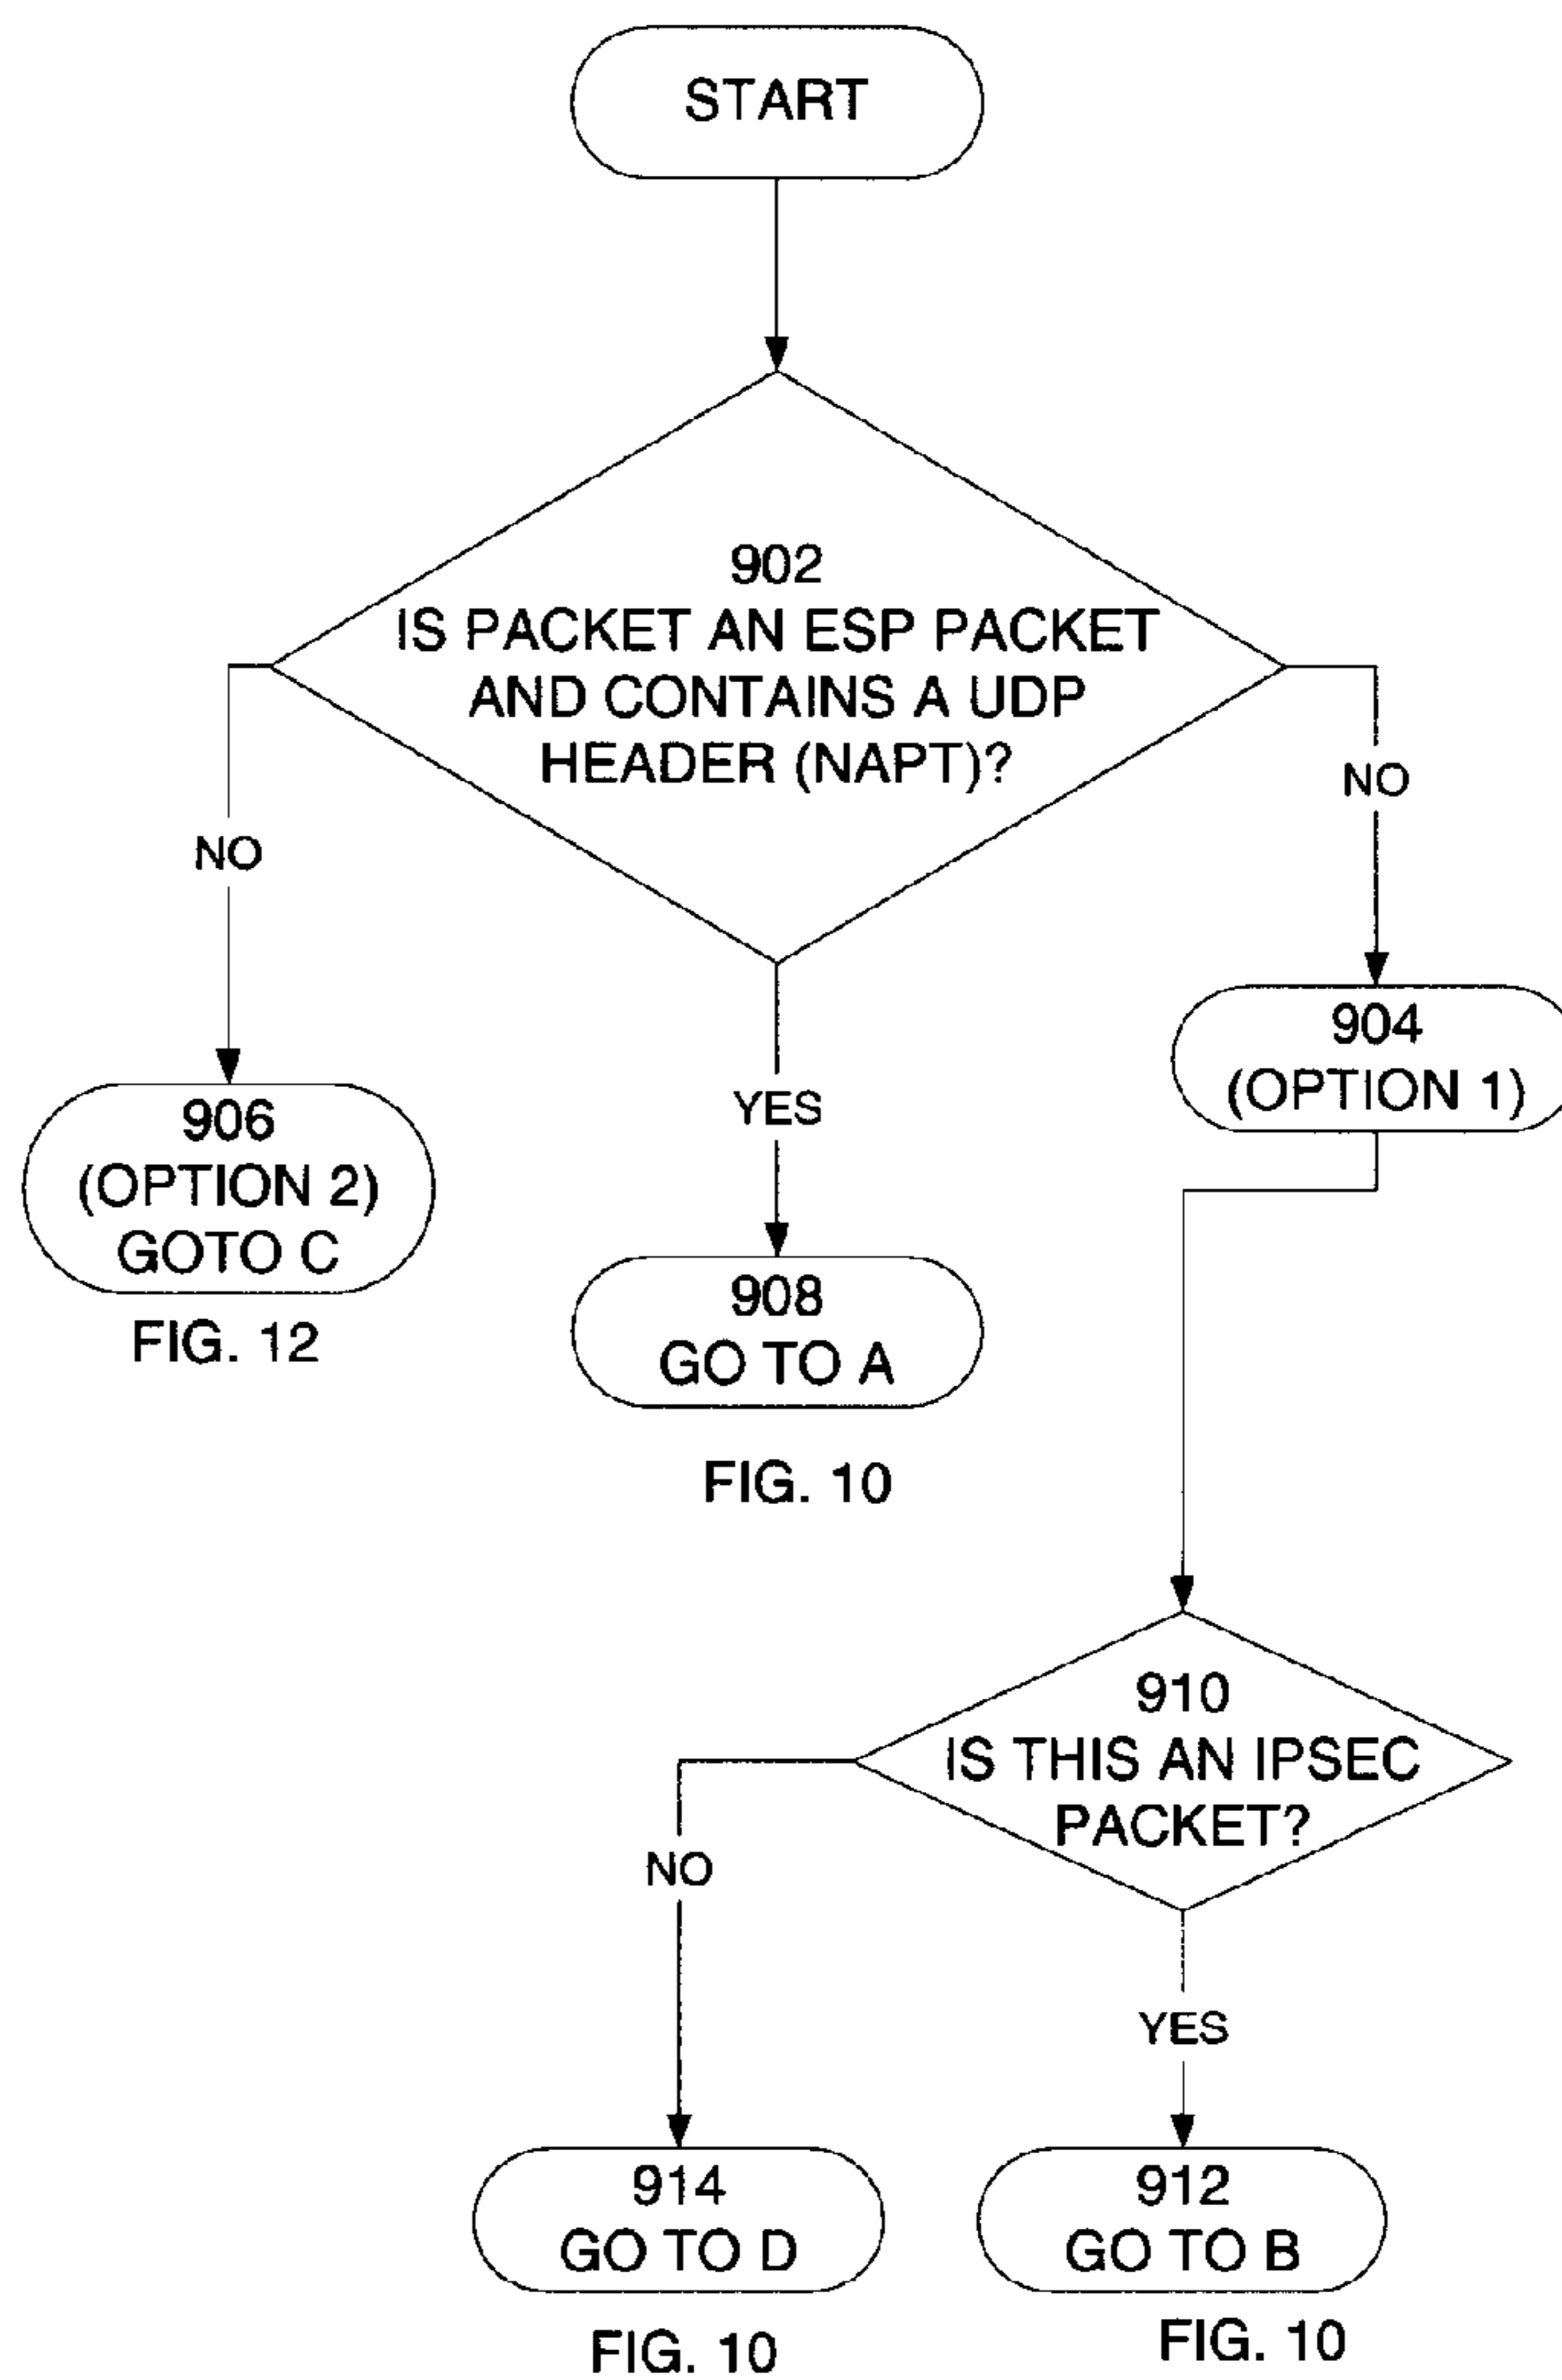 START
902
IS PACKET AN ESP PACKET
AND CONTAINS A UDP
HEADER (NAPT)?
NO
NO
904
(OPTION 1)
YES
906
(OPTION 2)
GOTO C
FIG. 12
908
GO TO A
FIG. 10
910
IS THIS AN IPSEC
PACKET?
NO
YES
914
GO TO D
FIG. 10
912
GO TO B
FIG. 10